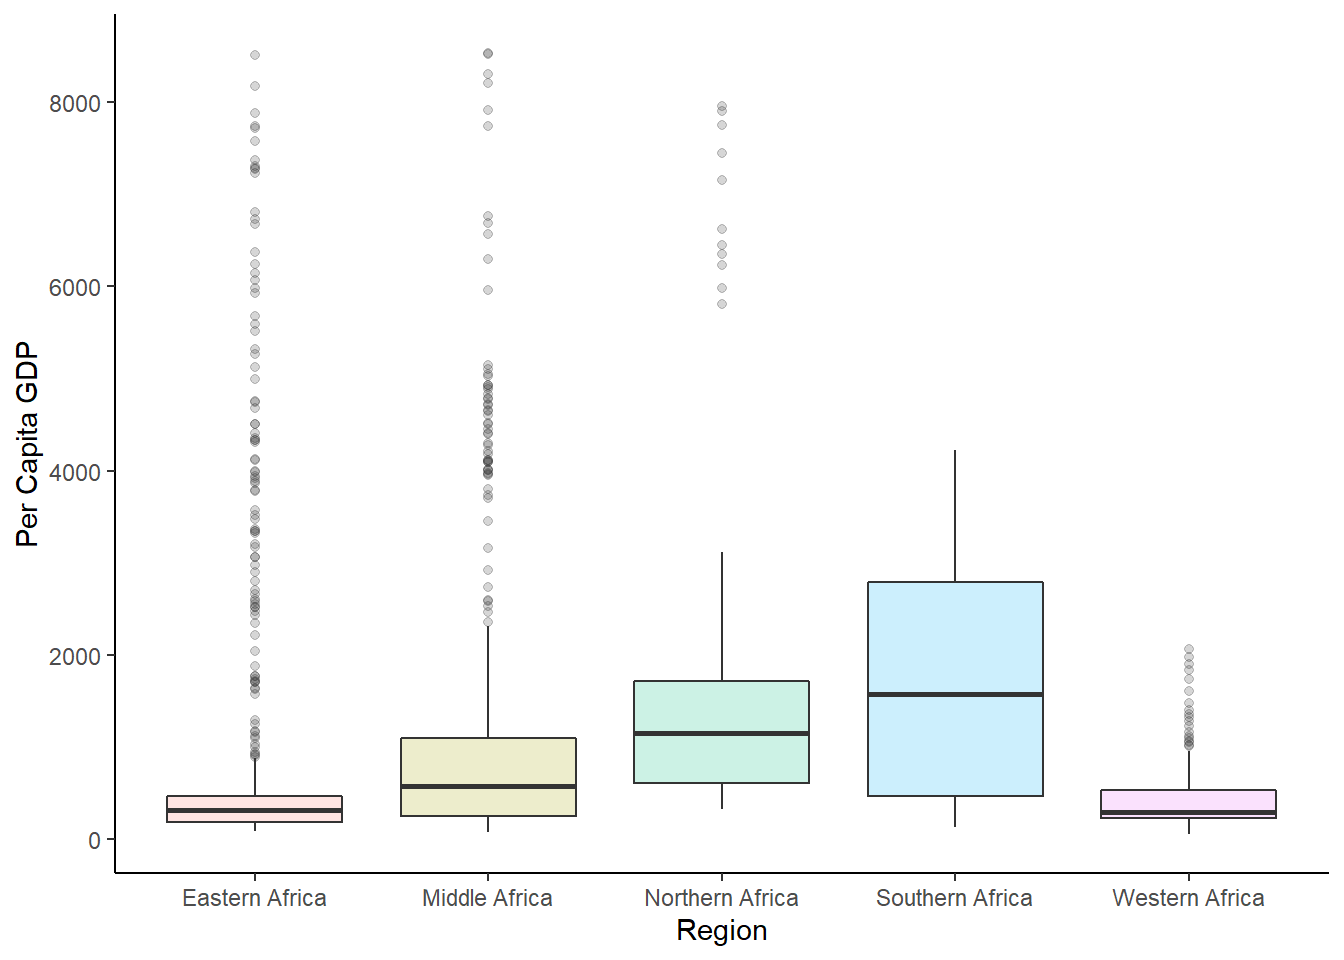 Per Capita GDP
8000
6000
4000
2000
0
Eastern Africa
Middle Africa
Northern Africa
Southern Africa
Western Africa
Region